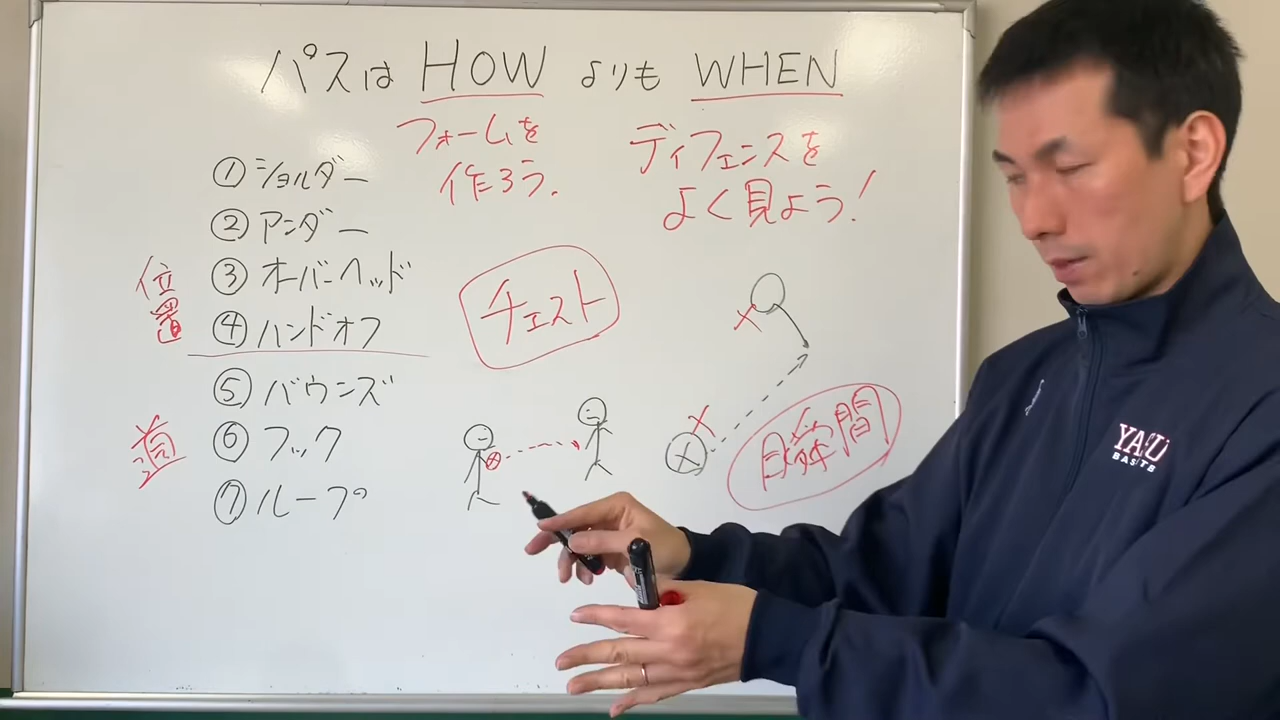 パスは HOW よりも WHEN
フォームを
作ろう.
ディフェンスを
よく見よう!
① ショルダー
② アンダー
③ オーバーヘッド
④ ハンドオフ
⑤ バウンズ
⑥ フック
⑦ ループ
位置
道
チェスト
瞬間
YASU